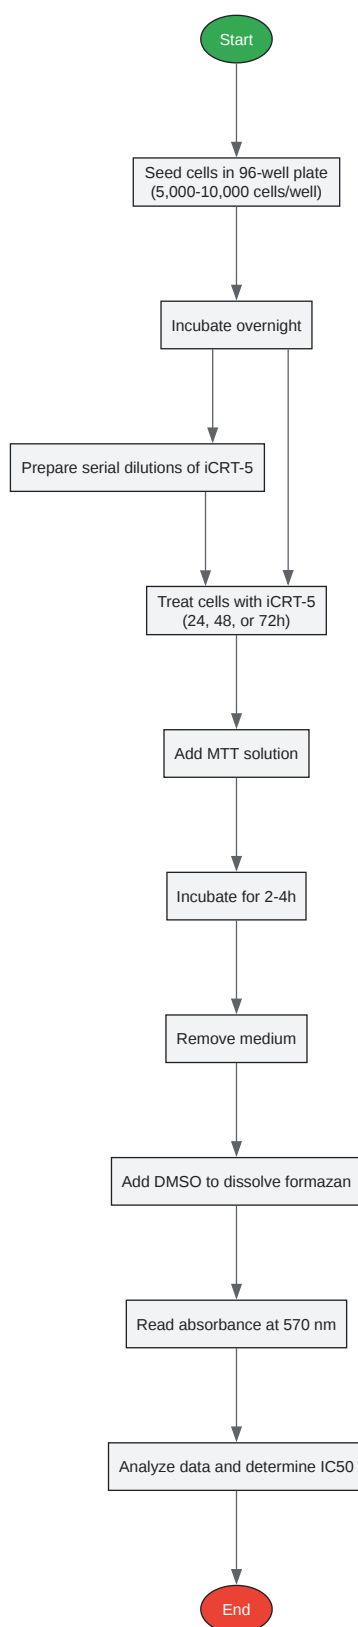 Start
Seed cells in 96-well plate
(5,000-10,000 cells/well)
Incubate overnight
Prepare serial dilutions of iCRT-5
Treat cells with iCRT-5
(24, 48, or 72h)
Add MTT solution
Incubate for 2-4h
Remove medium
Add DMSO to dissolve formazan
Read absorbance at 570 nm
Analyze data and determine IC50
End